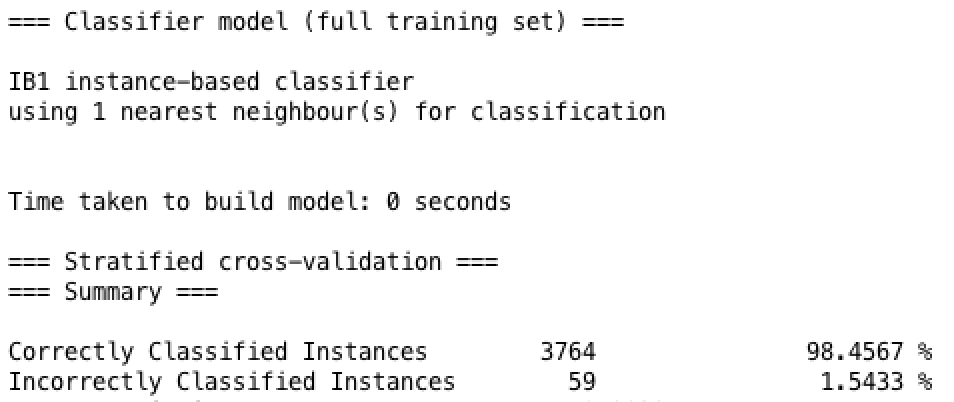 === Classifier model (full training set) ===
IB1 instance-based classifier
using 1 nearest neighbour(s) for classification
Time taken to build model: 0 seconds
=== Stratified cross-validation ===
=== Summary ===
Correctly Classified Instances 3764 98.4567 %
Incorrectly Classified Instances 59 1.5433 %